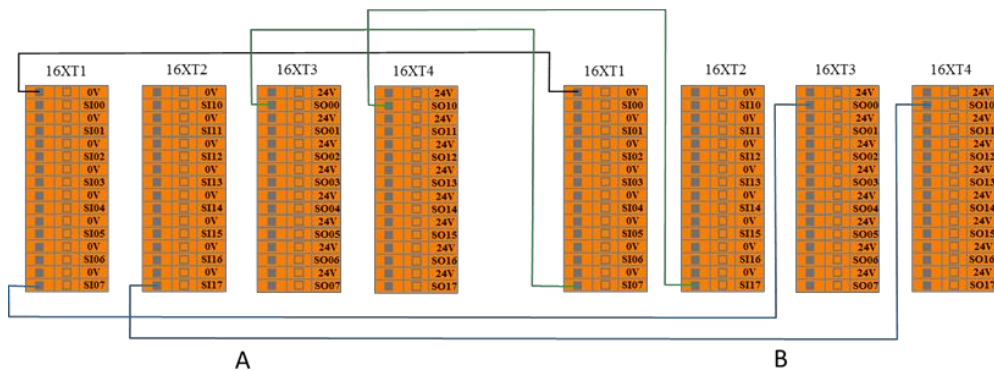 16XT1
0V
SI00
0V
SI01
0V
SI02
0V
SI03
0V
SI04
0V
SI05
0V
SI06
0V
SI07
16XT2
0V
SI10
0V
SI11
0V
SI12
0V
SI13
0V
SI14
0V
SI15
0V
SI16
0V
SI17
16XT3
24V
SO00
24V
SO01
24V
SO02
24V
SO03
24V
SO04
24V
SO05
24V
SO06
24V
SO07
16XT4
24V
SO10
24V
SO11
24V
SO12
24V
SO13
24V
SO14
24V
SO15
24V
SO16
24V
SO17
A
16XT1
0V
SI00
0V
SI01
0V
SI02
0V
SI03
0V
SI04
0V
SI05
0V
SI06
0V
SI07
16XT2
0V
SI10
0V
SI11
0V
SI12
0V
SI13
0V
SI14
0V
SI15
0V
SI16
0V
SI17
16XT3
24V
SO00
24V
SO01
24V
SO02
24V
SO03
24V
SO04
24V
SO05
24V
SO06
24V
SO07
16XT4
24V
SO10
24V
SO11
24V
SO12
24V
SO13
24V
SO14
24V
SO15
24V
SO16
24V
SO17
B